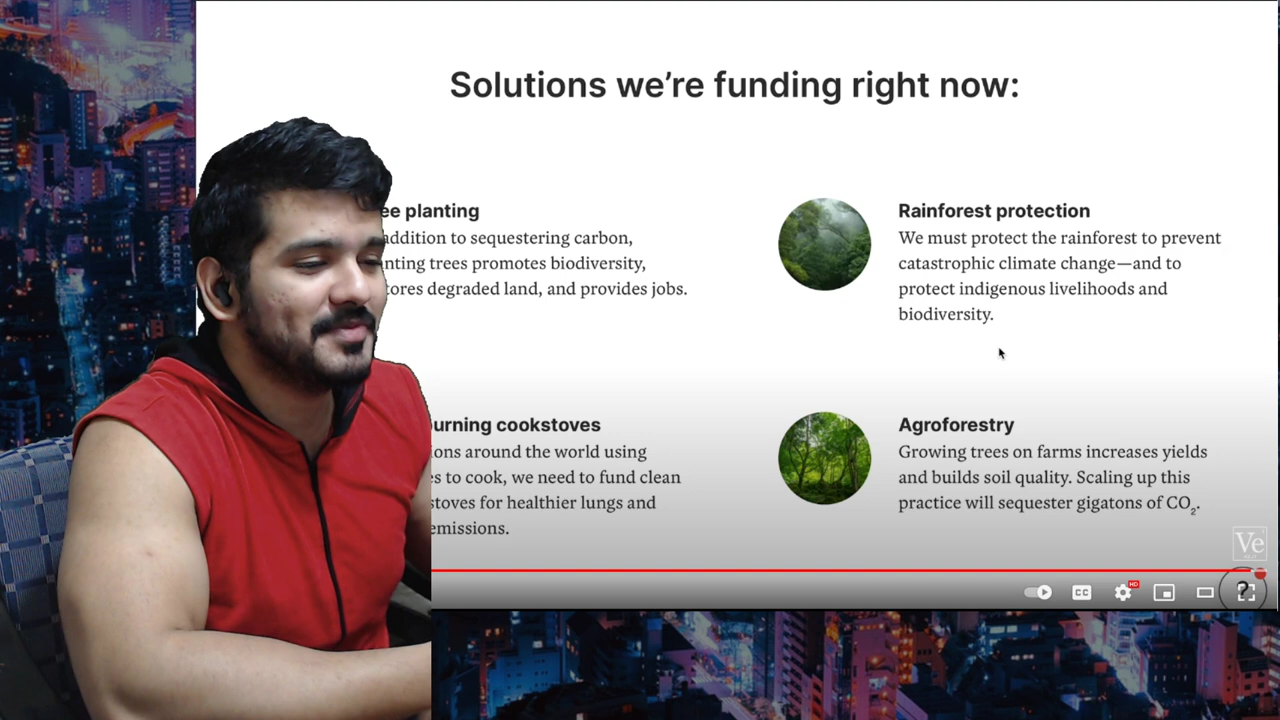 Solutions we’re funding right now:
ee planting
addition to sequestering carbon,
nting trees promotes biodiversity,
tores degraded land, and provides jobs.
Rainforest protection
We must protect the rainforest to prevent
catastrophic climate change—and to
protect indigenous livelihoods and
biodiversity.
urning cookstoves
ions around the world using
es to cook, we need to fund clean
stoves for healthier lungs and
emissions.
Agroforestry
Growing trees on farms increases yields
and builds soil quality. Scaling up this
practice will sequester gigatons of CO₂.
Ve
CC
HD
?